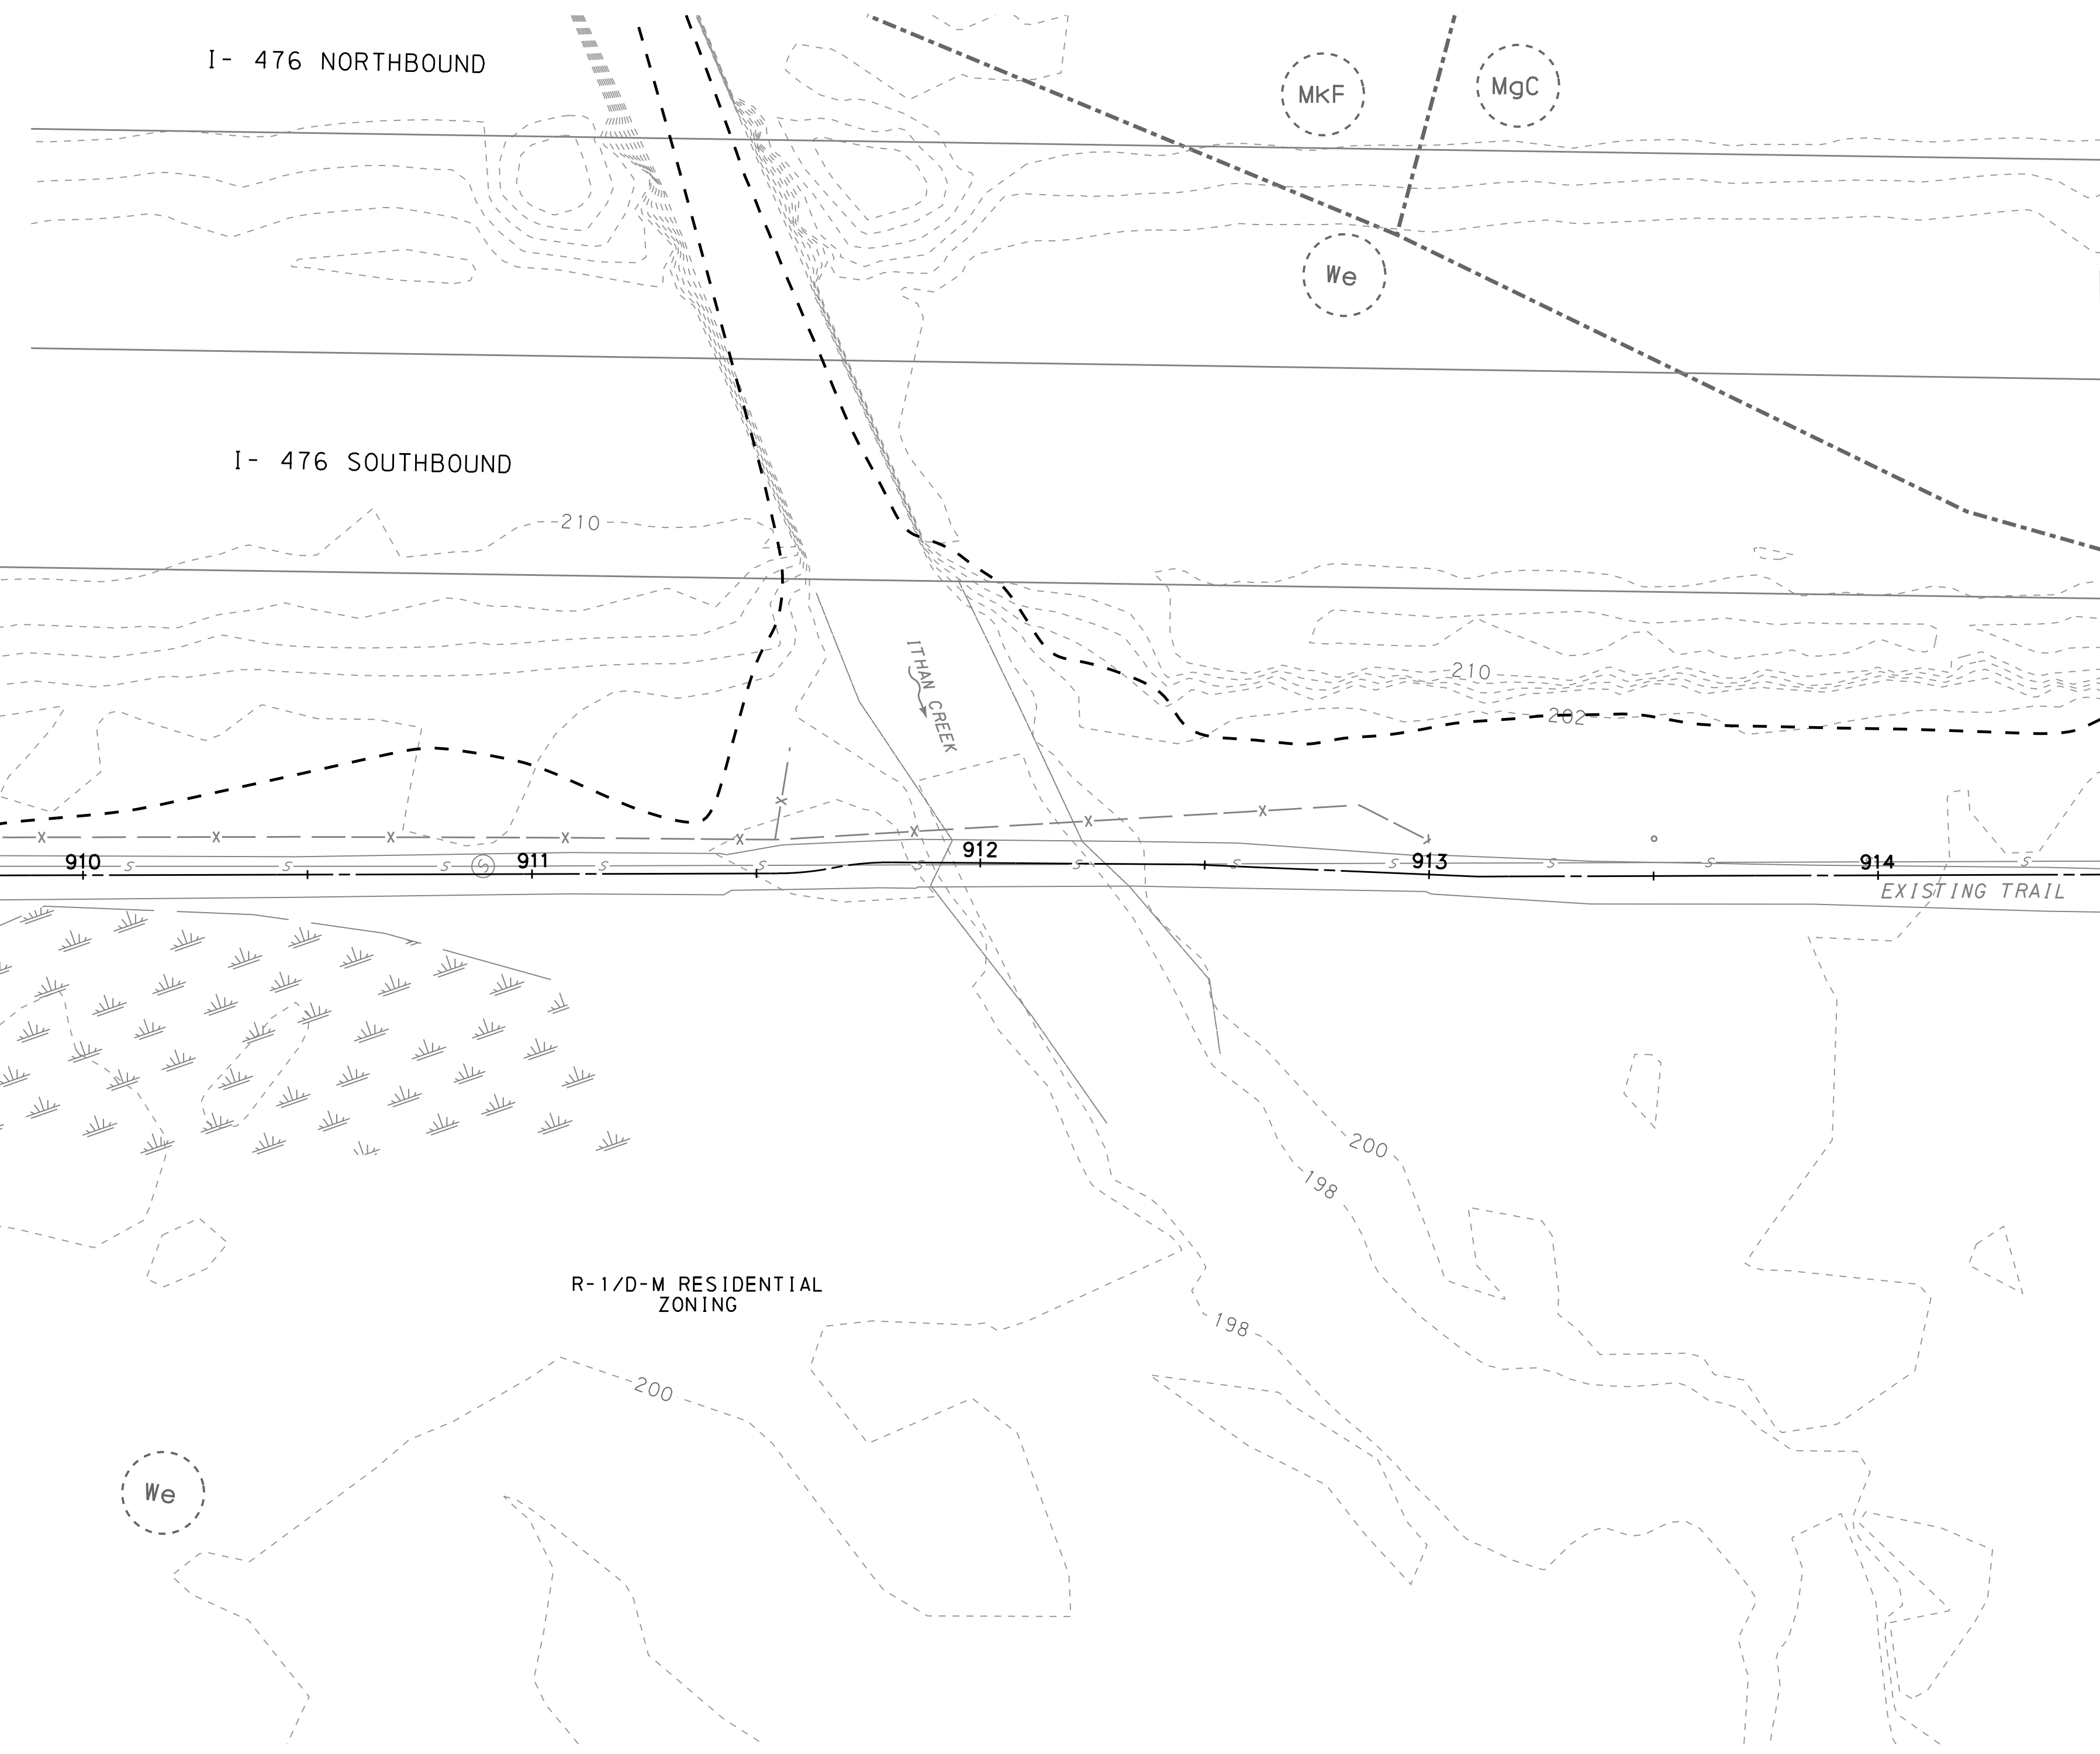 I- 476 NORTHBOUND
MkF
MgC
We
I- 476 SOUTHBOUND
210
ITHAN CREEK
210
202
X
X X X X X X X X
910 S S S S 911 S S S 912 S S S 913 S S 914 S
EXISTING TRAIL
200
198
R-1/D-M RESIDENTIAL
ZONING
198
200
We